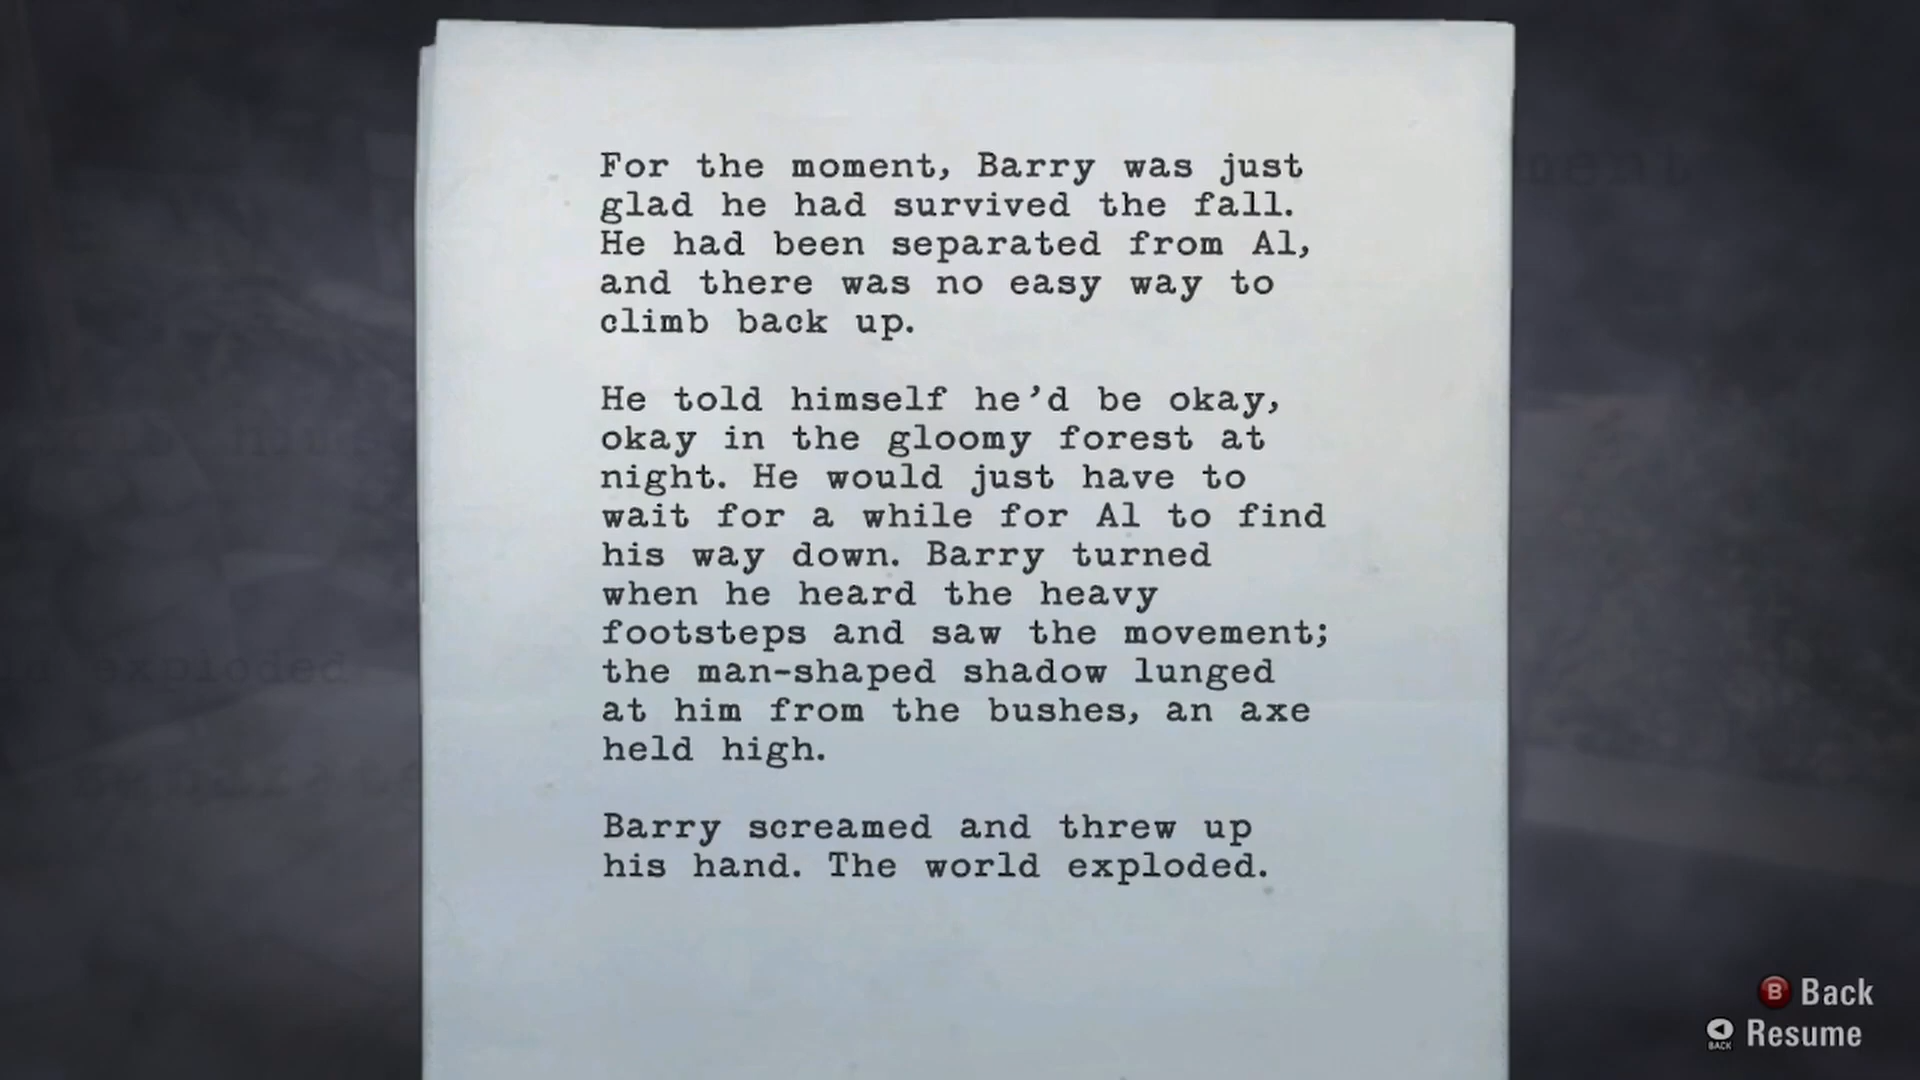 For the moment, Barry was just
glad he had survived the fall.
He had been separated from Al,
and there was no easy way to
climb back up.
He told himself he'd be okay,
okay in the gloomy forest at
night. He would just have to
wait for a while for Al to find
his way down. Barry turned
when he heard the heavy
footsteps and saw the movement;
the man-shaped shadow lunged
at him from the bushes, an axe
held high.
Barry screamed and threw up
his hand. The world exploded.
exploded
B Back
BACK Resume